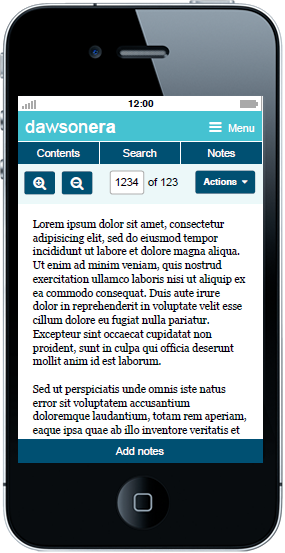 12:00
dawsonera
Menu
Contents Search Notes
1234 of 123 Actions
Lorem ipsum dolor sit amet, consectetur
adipisicing elit, sed do eiusmod tempor
incididunt ut labore et dolore magna aliqua.
Ut enim ad minim veniam, quis nostrud
exercitation ullamco laboris nisi ut aliquip ex
ea commodo consequat. Duis aute irure
dolor in reprehenderit in voluptate velit esse
cillum dolore eu fugiat nulla pariatur.
Excepteur sint occaecat cupidatat non
proident, sunt in culpa qui officia deserunt
mollit anim id est laborum.
Sed ut perspiciatis unde omnis iste natus
error sit voluptatem accusantium
doloremque laudantium, totam rem aperiam,
eaque ipsa quae ab illo inventore veritatis et
Add notes